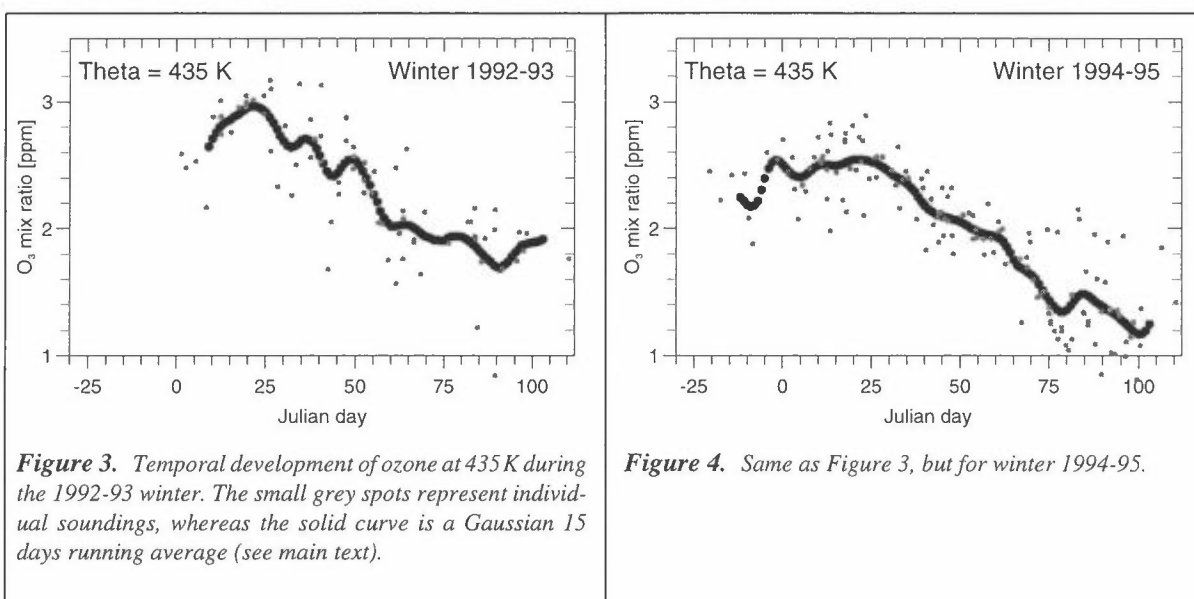 Theta = 435 K
Winter 1992-93
3
2
1
O₃ mix ratio [ppm]
-25 0 25 50 75 100
Julian day
Figure 3. Temporal development of ozone at 435 K during
the 1992-93 winter. The small grey spots represent individ-
ual soundings, whereas the solid curve is a Gaussian 15
days running average (see main text).
Theta = 435 K
Winter 1994-95
3
2
1
O₃ mix ratio [ppm]
-25 0 25 50 75 100
Julian day
Figure 4. Same as Figure 3, but for winter 1994-95.